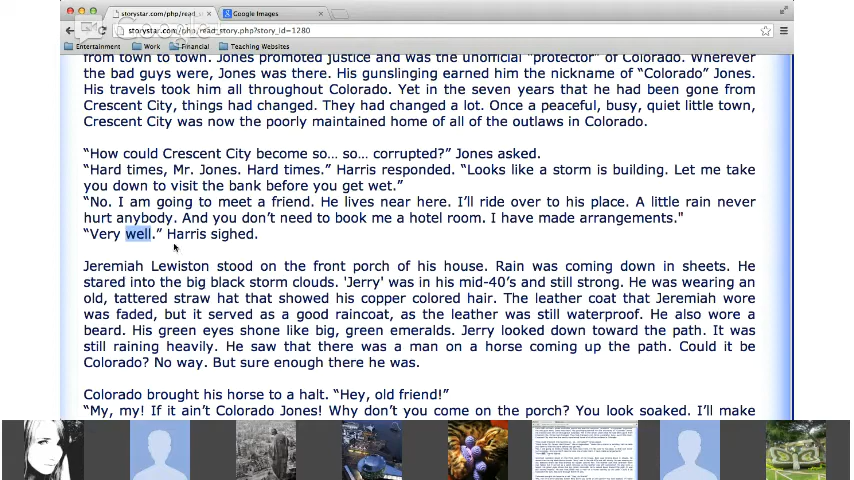 storystar.com/php/read_s
Google Images
storystar.com/php/read_story.php?story_id=1280
Google
Entertainment Work Financial Teaching Websites
from town to town. Jones promoted justice and was the unofficial "protector" of Colorado. Wherever
the bad guys were, Jones was there. His gunslinging earned him the nickname of “Colorado” Jones.
His travels took him all throughout Colorado. Yet in the seven years that he had been gone from
Crescent City, things had changed. They had changed a lot. Once a peaceful, busy, quiet little town,
Crescent City was now the poorly maintained home of all of the outlaws in Colorado.
“How could Crescent City become so… so… corrupted?” Jones asked.
“Hard times, Mr. Jones. Hard times.” Harris responded. “Looks like a storm is building. Let me take
you down to visit the bank before you get wet.”
“No. I am going to meet a friend. He lives near here. I’ll ride over to his place. A little rain never
hurt anybody. And you don’t need to book me a hotel room. I have made arrangements."
“Very well.” Harris sighed.
Jeremiah Lewiston stood on the front porch of his house. Rain was coming down in sheets. He
stared into the big black storm clouds. 'Jerry' was in his mid-40’s and still strong. He was wearing an
old, tattered straw hat that showed his copper colored hair. The leather coat that Jeremiah wore
was faded, but it served as a good raincoat, as the leather was still waterproof. He also wore a
beard. His green eyes shone like big, green emeralds. Jerry looked down toward the path. It was
still raining heavily. He saw that there was a man on a horse coming up the path. Could it be
Colorado? No way. But sure enough there he was.
Colorado brought his horse to a halt. “Hey, old friend!”
“My, my! If it ain’t Colorado Jones! Why don’t you come on the porch? You look soaked. I’ll make